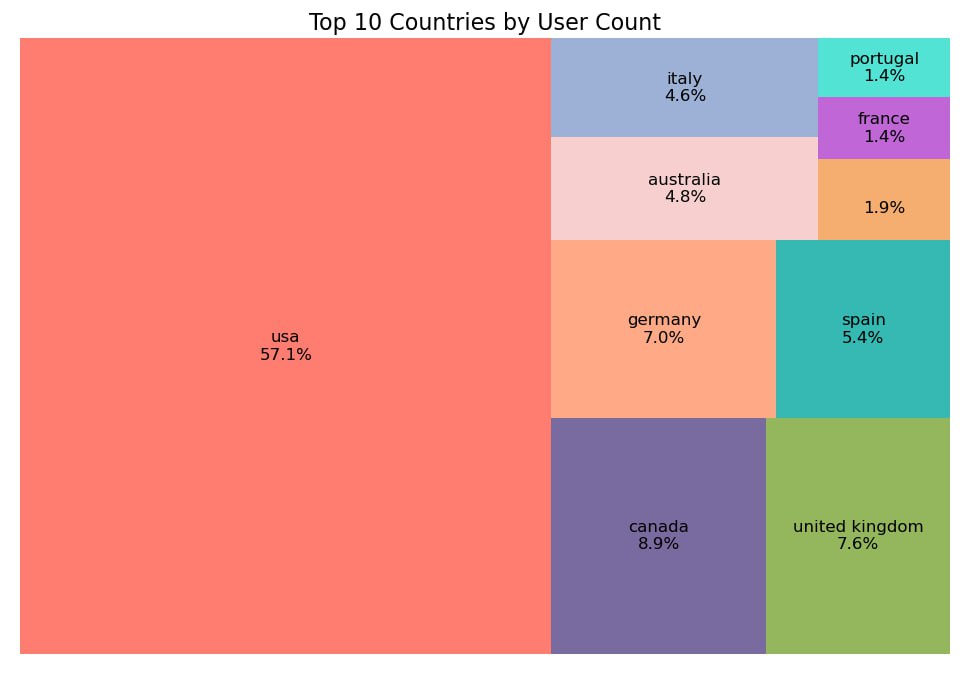 Top 10 Countries by User Count
usa
57.1%
italy
4.6%
portugal
1.4%
france
1.4%
australia
4.8%
1.9%
germany
7.0%
spain
5.4%
canada
8.9%
united kingdom
7.6%